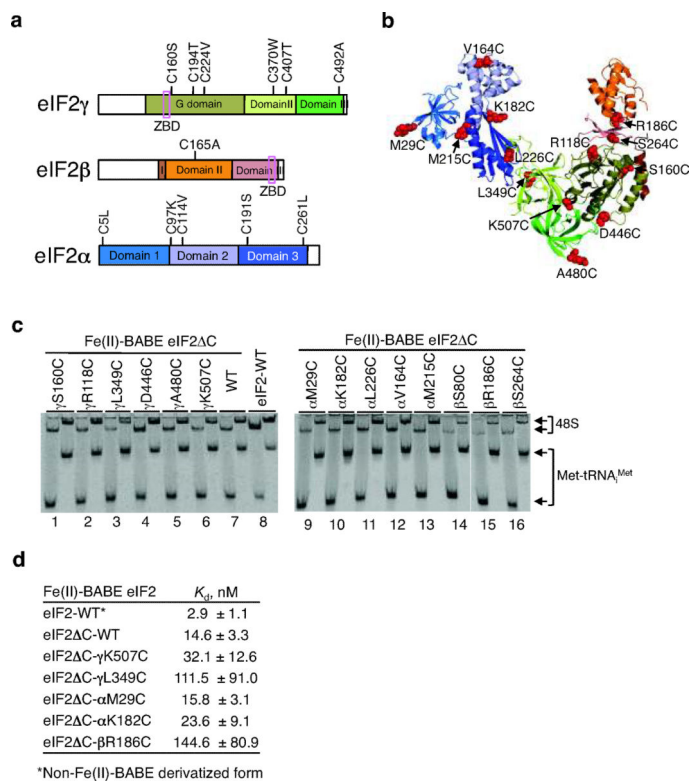 a
C160S
C194T
C224V
C370W
C407T
C492A
eIF2γ
G domain
DomainII
Domain III
ZBD
C165A
eIF2β
I
Domain II
Domain II
ZBD
C5L
C97K
C114V
C191S
C261L
eIF2α
Domain 1
Domain 2
Domain 3
b
V164C
K182C
M29C
M215C
L226C
L349C
K507C
R118C
R186C
S264C
S160C
D446C
A480C
c
Fe(II)-BABE eIF2ΔC
γS160C
γR118C
γL349C
γD446C
γA480C
γK507C
WT
eIF2-WT
1 2 3 4 5 6 7 8
Fe(II)-BABE eIF2ΔC
αM29C
αK182C
αL226C
αV164C
αM215C
βS80C
βR186C
βS264C
48S
Met-tRNAiMet
9 10 11 12 13 14 15 16
d
Fe(II)-BABE eIF2 Kd, nM
eIF2-WT* 2.9 ± 1.1
eIF2ΔC-WT 14.6 ± 3.3
eIF2ΔC-γK507C 32.1 ± 12.6
eIF2ΔC-γL349C 111.5 ± 91.0
eIF2ΔC-αM29C 15.8 ± 3.1
eIF2ΔC-αK182C 23.6 ± 9.1
eIF2ΔC-βR186C 144.6 ± 80.9
*Non-Fe(II)-BABE derivatized form